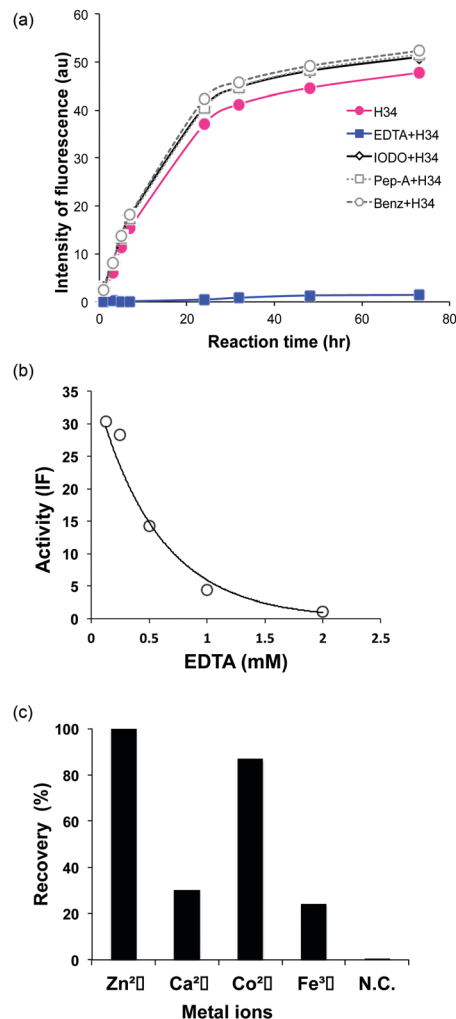 (a)
Intensity of fluorescence (au)
60
50
40
30
20
10
0
0 20 40 60 80
Reaction time (hr)
H34
EDTA+H34
IODO+H34
Pep-A+H34
Benz+H34
(b)
Activity (IF)
35
30
25
20
15
10
5
0
0 0.5 1 1.5 2 2.5
EDTA (mM)
(c)
Recovery (%)
100
80
60
40
20
0
Zn²▯ Ca²▯ Co²▯ Fe³▯ N.C.
Metal ions